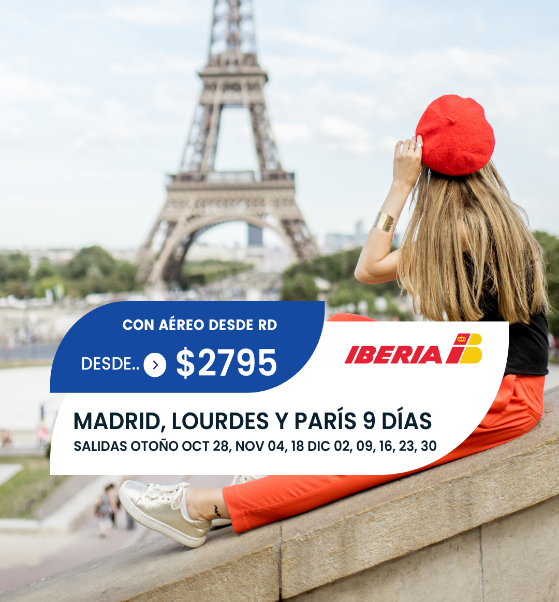 CON AÉREO DESDE RD
DESDE.. > $2795
IBERIA
MADRID, LOURDES Y PARÍS 9 DÍAS
SALIDAS OTOÑO OCT 28, NOV 04, 18 DIC 02, 09, 16, 23, 30